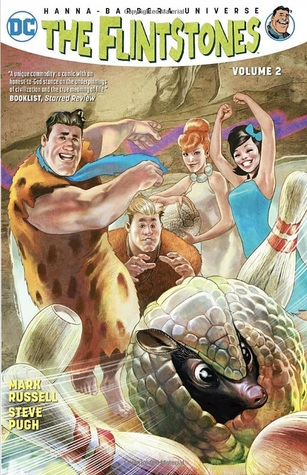 HANNA-BARBERA UNIVERSE
DC
THE FLINTSTONES
VOLUME 2
"A unique commodity: a comic with an
honest-to-God stance on the underpinnings
of civilization and the true meaning of life."
BOOKLIST, Starred Review
MARK
RUSSELL
STEVE
PUGH